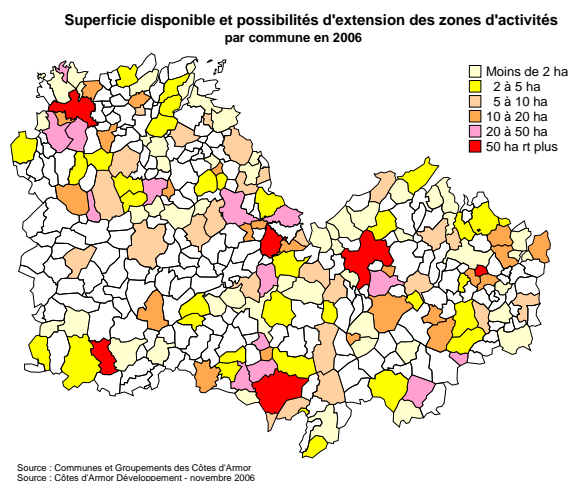 Superficie disponible et possibilités d'extension des zones d'activités
par commune en 2006
Moins de 2 ha
2 à 5 ha
5 à 10 ha
10 à 20 ha
20 à 50 ha
50 ha rt plus
Source : Communes et Groupements des Côtes d'Armor
Source : Côtes d'Armor Développement - novembre 2006